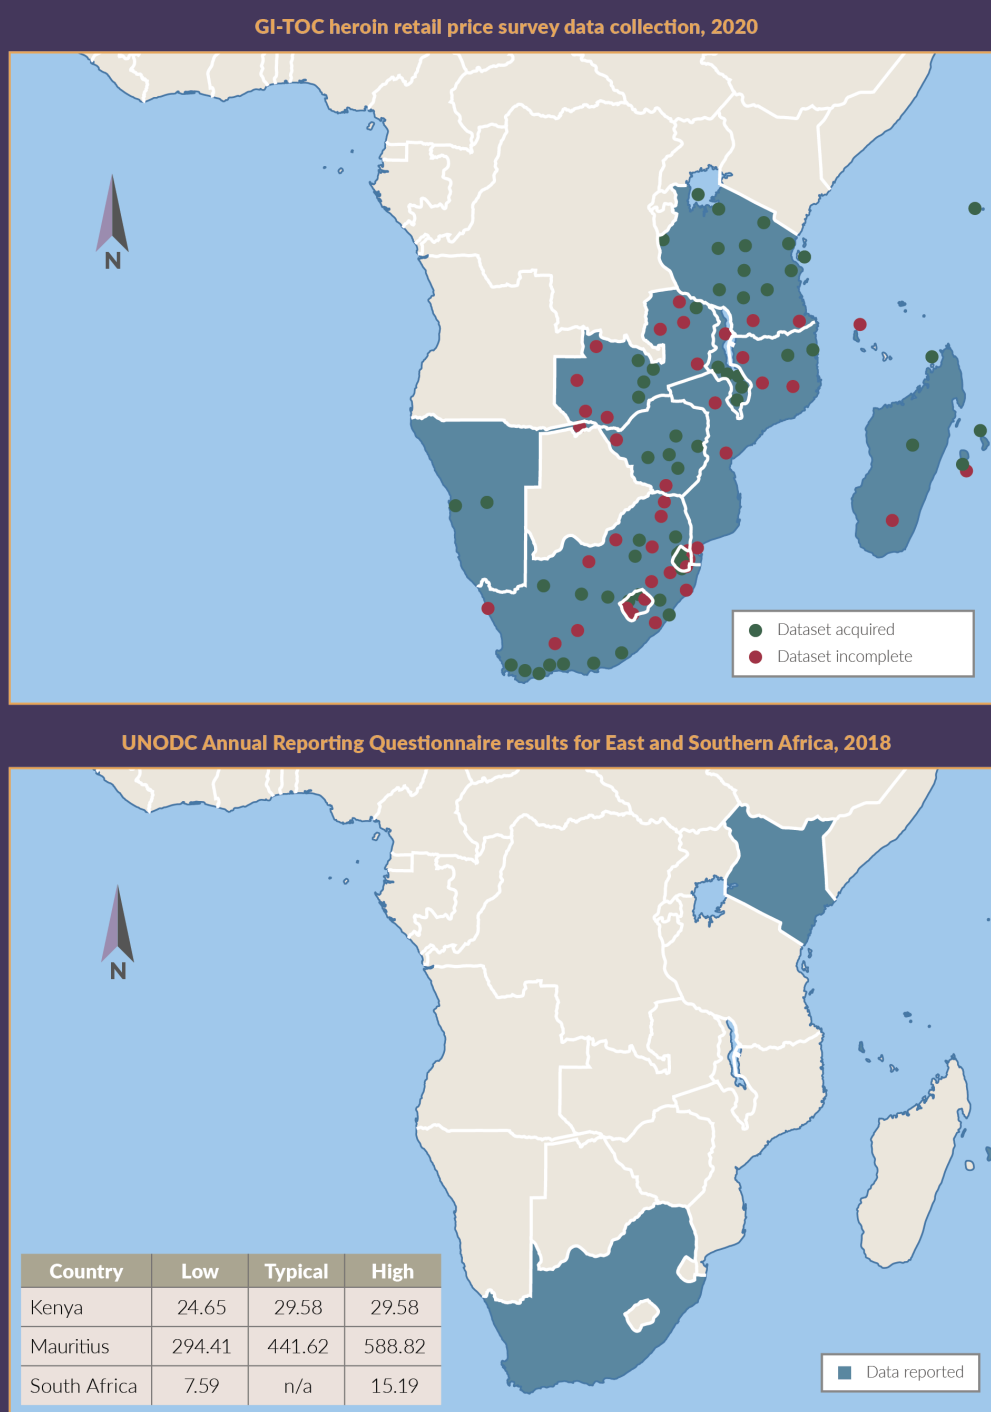 GI-TOC heroin retail price survey data collection, 2020
N
Dataset acquired
Dataset incomplete
UNODC Annual Reporting Questionnaire results for East and Southern Africa, 2018
N
Country Low Typical High
Kenya 24.65 29.58 29.58
Mauritius 294.41 441.62 588.82
South Africa 7.59 n/a 15.19
Data reported